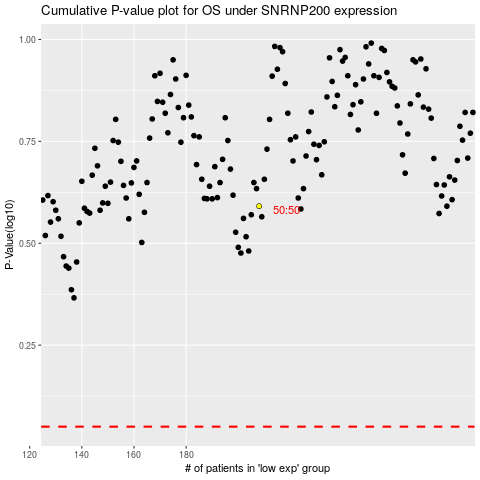 Cumulative P-value plot for OS under SNRNP200 expression
1.00
0.75
0.50
0.25
P-Value(log10)
50:50
120 140 160 180
# of patients in 'low exp' group